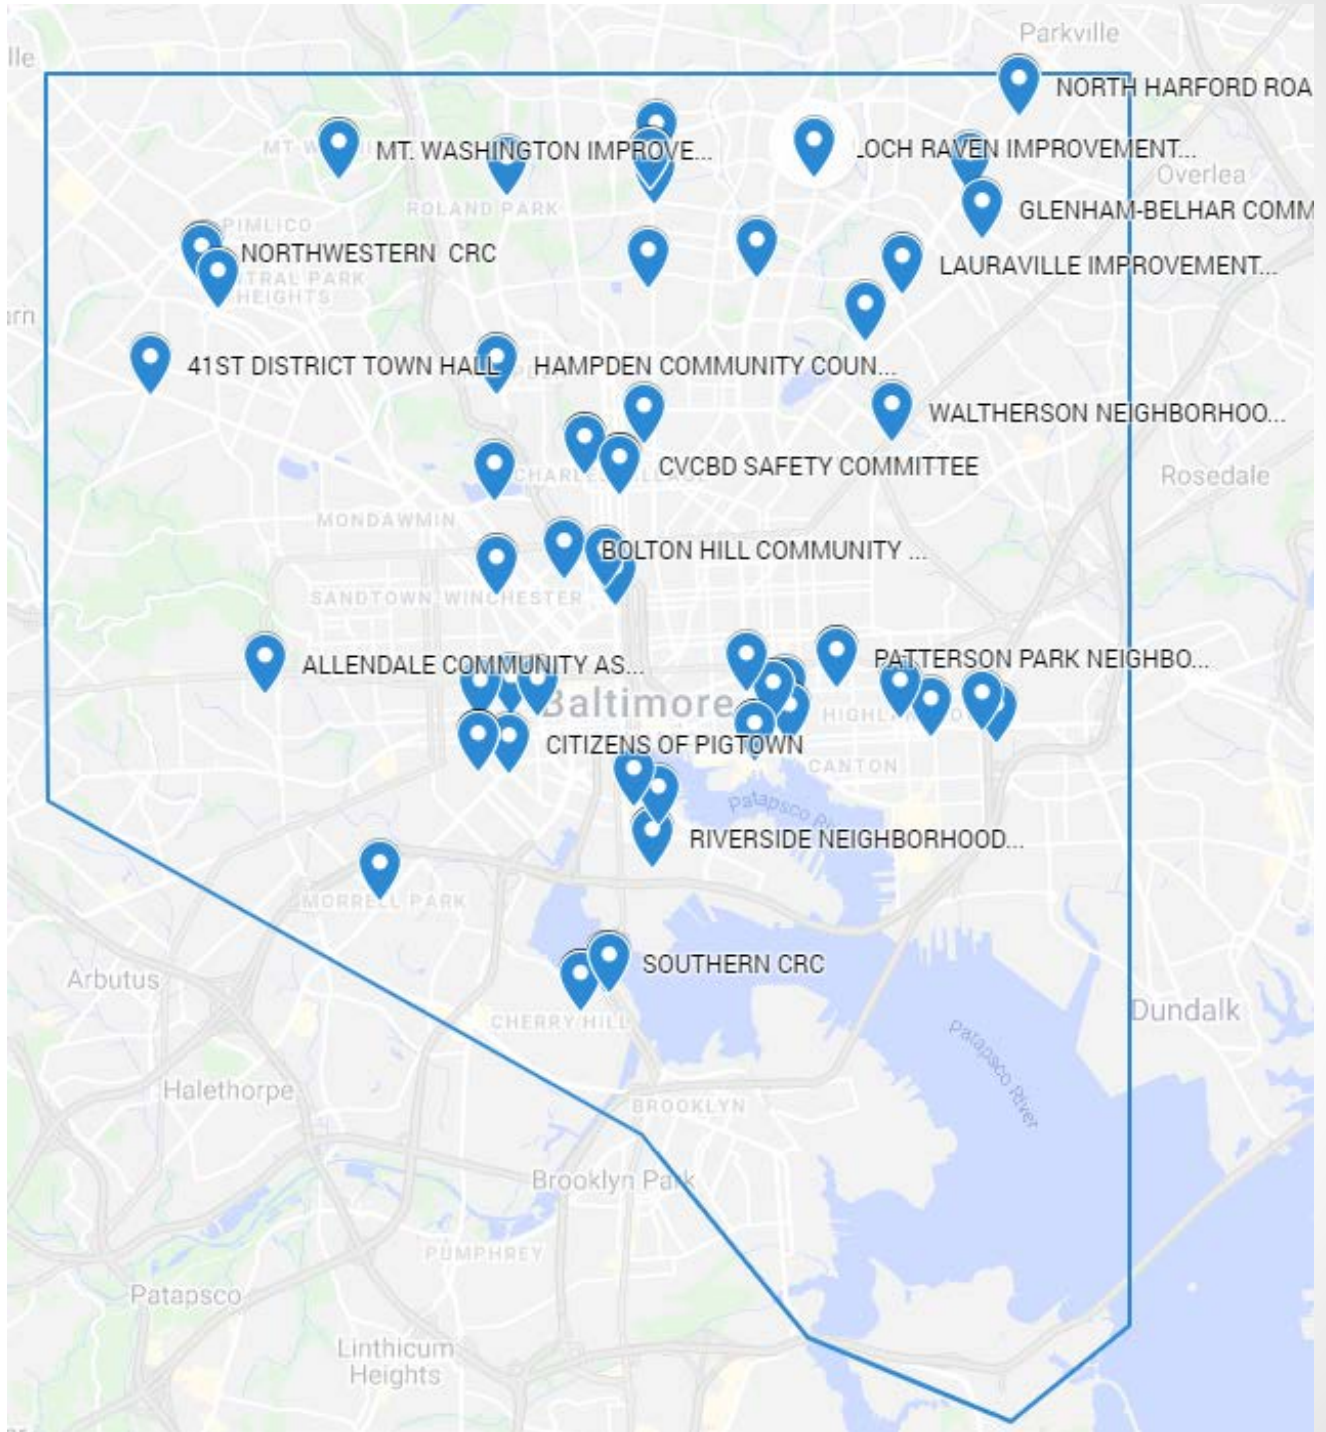 Parkville
lle
NORTH HARFORD ROA
MT. WASHINGTON IMPROVE...
LOCH RAVEN IMPROVEMENT...
Overlea
ROLAND PARK
GLENHAM-BELHAR COMM
PIMLICO
NORTHWESTERN CRC
LAURAVILLE IMPROVEMENT...
HEIGHTS
41ST DISTRICT TOWN HALL
HAMPDEN COMMUNITY COUN...
WALTHERSON NEIGHBORHOO...
CVCBD SAFETY COMMITTEE
Rosedale
MONDAWMIN
BOLTON HILL COMMUNITY ...
SANDTOWN-WINCHESTER
ALLENDALE COMMUNITY AS...
PATTERSON PARK NEIGHBO...
Baltimore
CITIZENS OF PIGTOWN
CANTON
RIVERSIDE NEIGHBORHOOD...
MORRELL PARK
SOUTHERN CRC
Arbutus
CHERRY HILL
Dundalk
Patapsco River
Halethorpe
BROOKLYN
Brooklyn Park
PUMPHREY
Patapsco
Linthicum
Heights